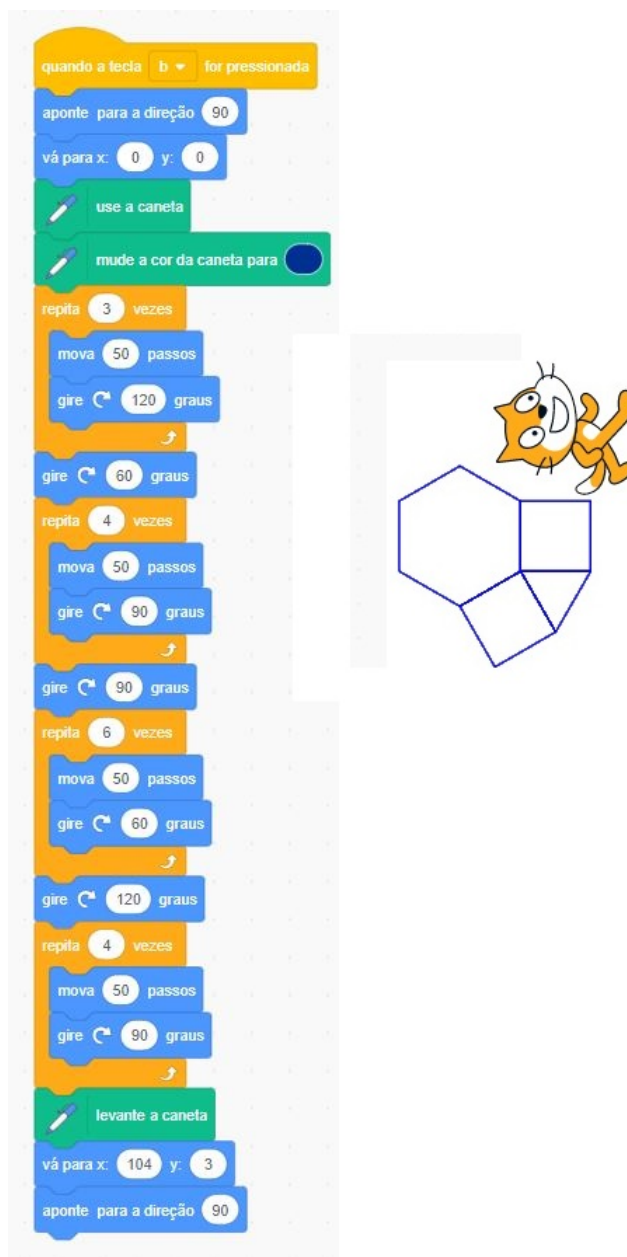 quando a tecla b for pressionada
aponte para a direção 90
vá para x: 0 y: 0
use a caneta
mude a cor da caneta para
repita 3 vezes
mova 50 passos
gire 120 graus
gire 60 graus
repita 4 vezes
mova 50 passos
gire 90 graus
gire 90 graus
repita 6 vezes
mova 50 passos
gire 60 graus
gire 120 graus
repita 4 vezes
mova 50 passos
gire 90 graus
levante a caneta
vá para x: 104 y: 3
aponte para a direção 90